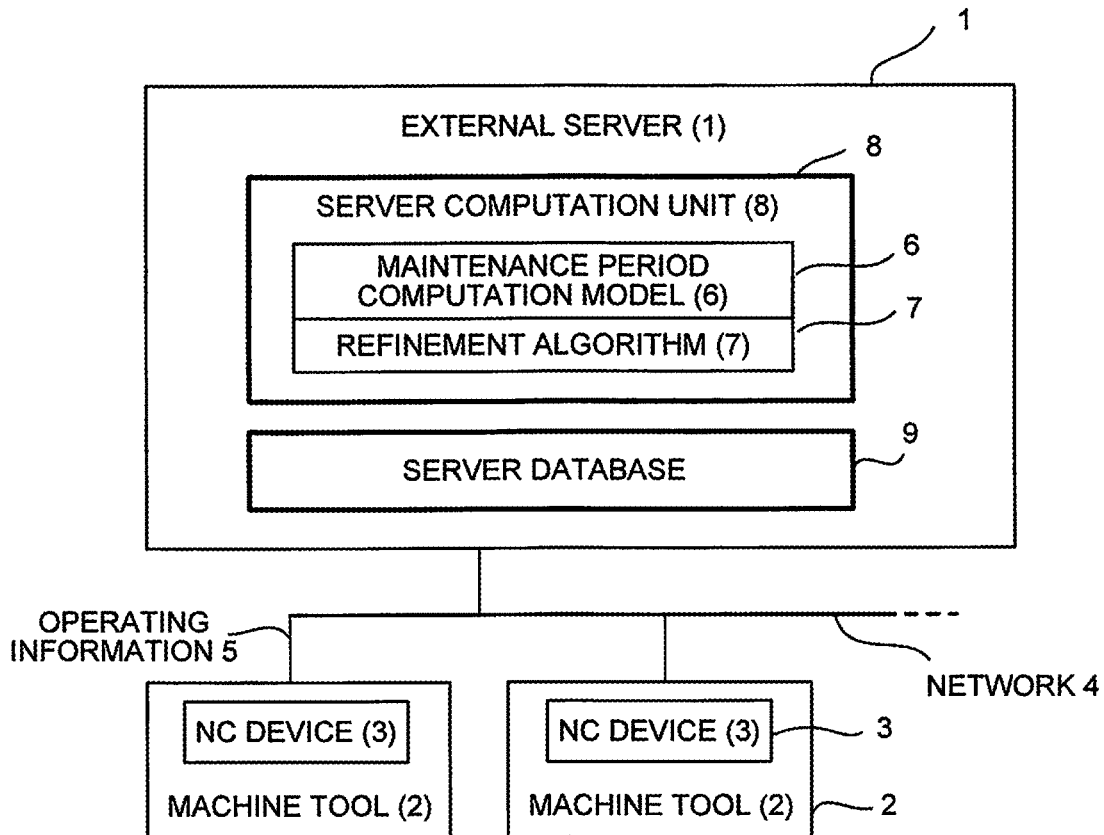 1
EXTERNAL SERVER (1)
8
SERVER COMPUTATION UNIT (8)
MAINTENANCE PERIOD
COMPUTATION MODEL (6)
6
REFINEMENT ALGORITHM (7)
7
SERVER DATABASE
9
OPERATING
INFORMATION 5
NETWORK 4
NC DEVICE (3)
NC DEVICE (3)
3
MACHINE TOOL (2)
MACHINE TOOL (2)
2